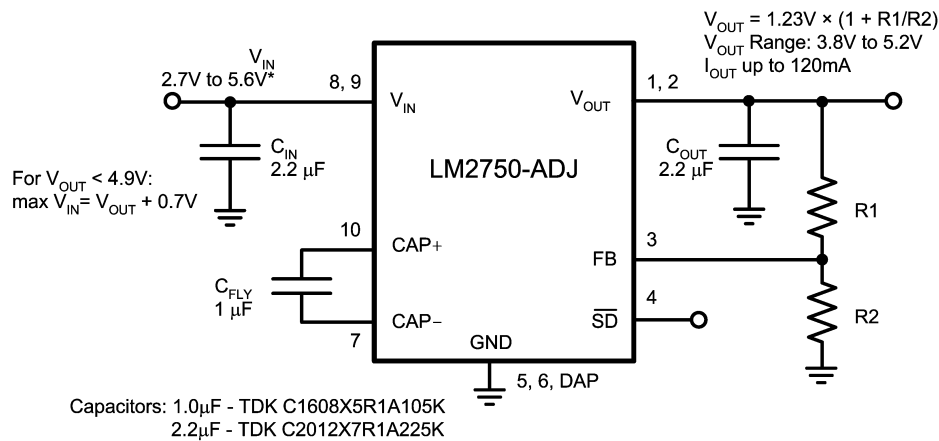 V_OUT = 1.23V × (1 + R1/R2)
V_OUT Range: 3.8V to 5.2V
I_OUT up to 120mA
V_IN
2.7V to 5.6V*
8, 9
1, 2
V_IN
V_OUT
C_IN
2.2 μF
LM2750-ADJ
C_OUT
2.2 μF
For V_OUT < 4.9V:
max V_IN= V_OUT + 0.7V
R1
10
CAP+
3
FB
C_FLY
1 μF
4
S̅D̅
R2
CAP−
7
GND
5, 6, DAP
Capacitors: 1.0μF - TDK C1608X5R1A105K
2.2μF - TDK C2012X7R1A225K